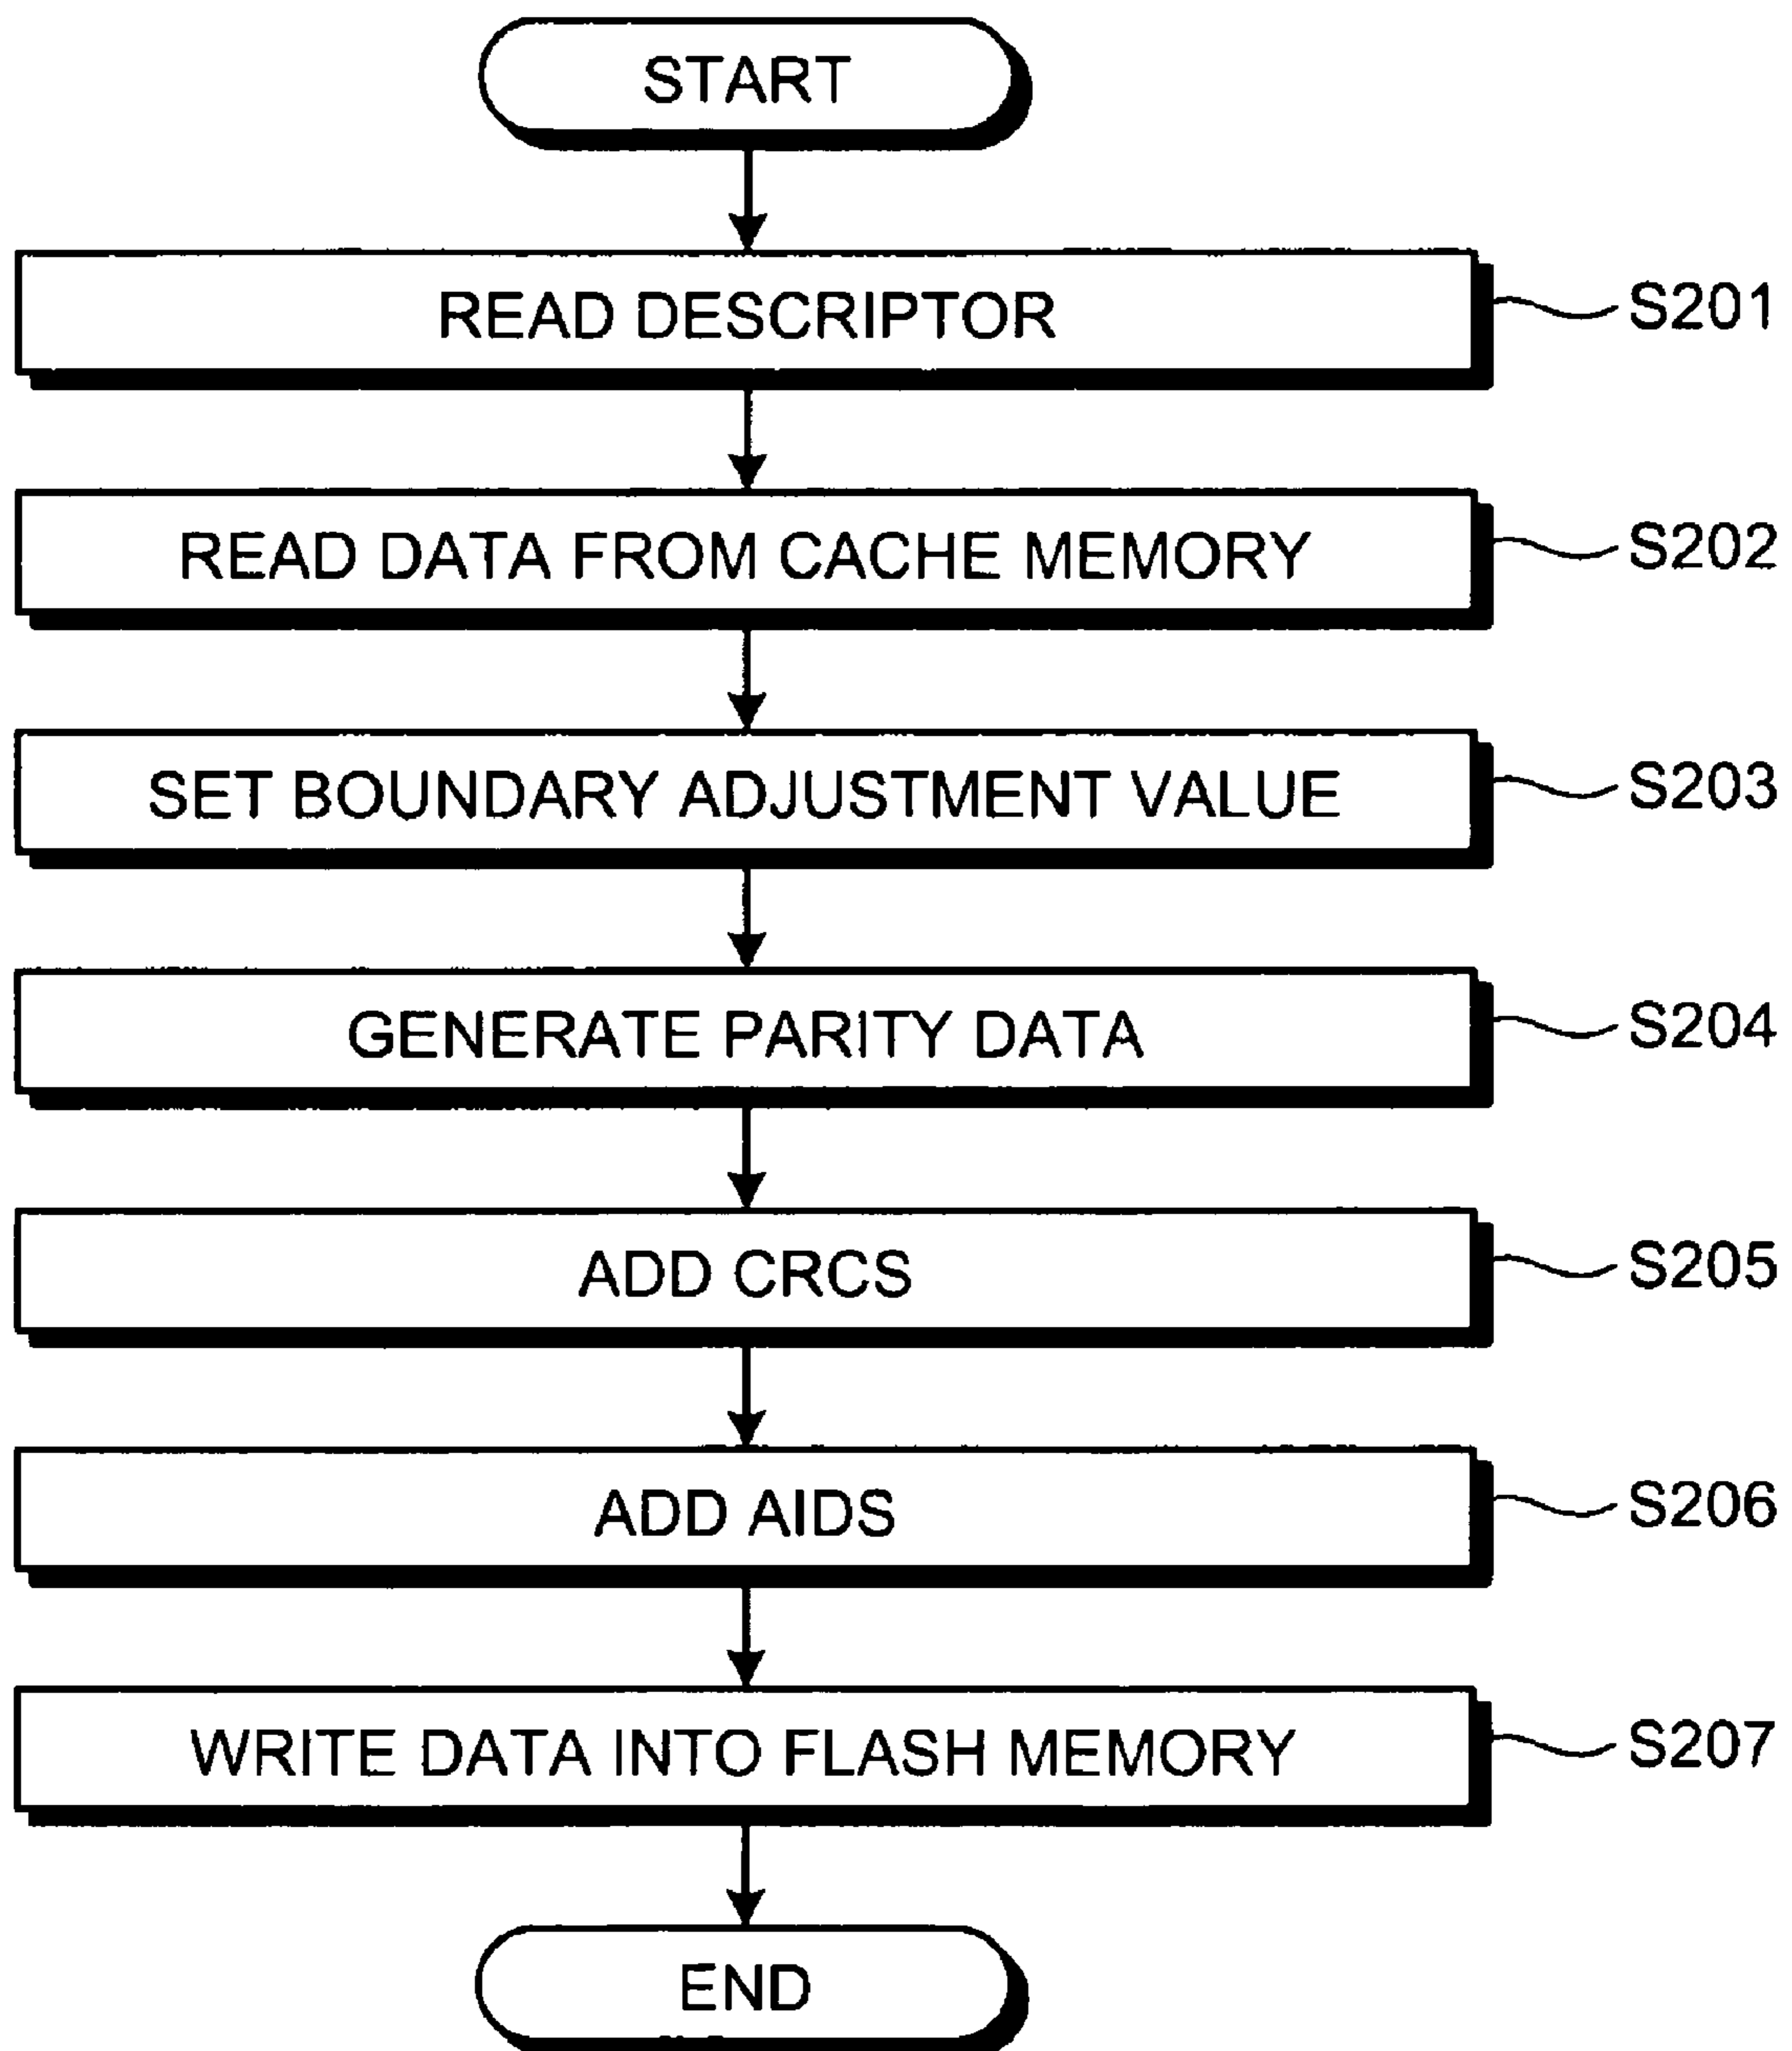 START
READ DESCRIPTOR
S201
READ DATA FROM CACHE MEMORY
S202
SET BOUNDARY ADJUSTMENT VALUE
S203
GENERATE PARITY DATA
S204
ADD CRCS
S205
ADD AIDS
S206
WRITE DATA INTO FLASH MEMORY
S207
END